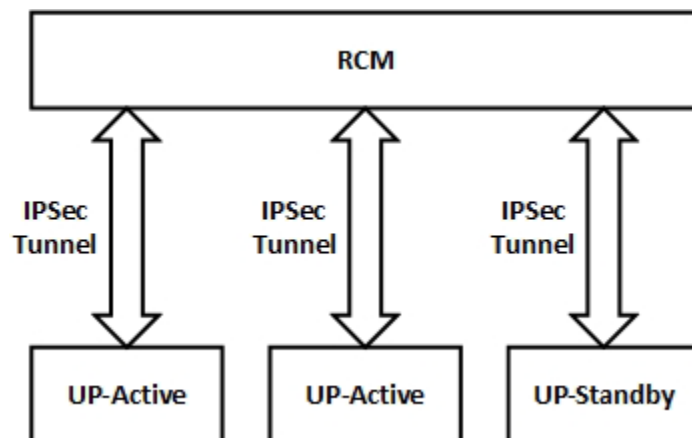 RCM
IPSec
Tunnel
IPSec
Tunnel
IPSec
Tunnel
UP-Active
UP-Active
UP-Standby